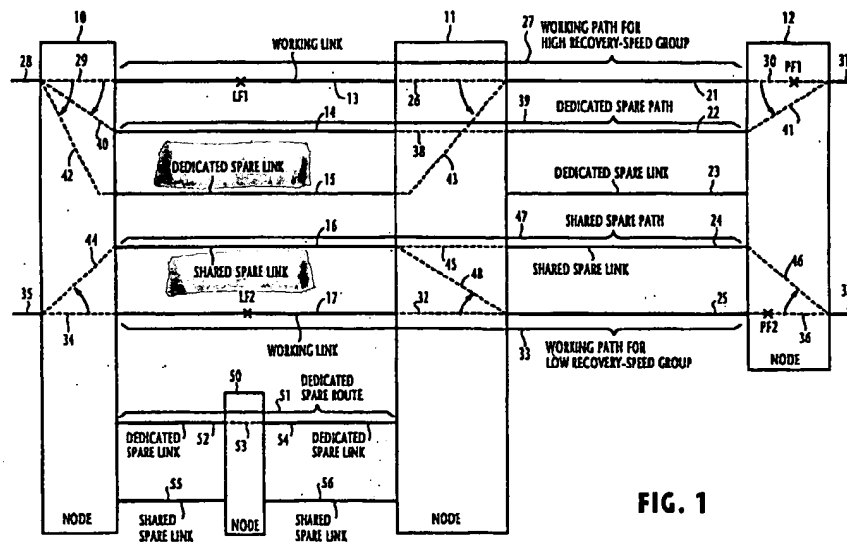 10
11
12
27 WORKING PATH FOR
HIGH RECOVERY-SPEED GROUP
28
29
WORKING LINK
30 PF1
31
LF1
13
26
39
21
14
DEDICATED SPARE PATH
22
40
38
41
42
DEDICATED SPARE LINK
43
DEDICATED SPARE LINK
23
15
47
16
SHARED SPARE PATH
24
44
SHARED SPARE LINK
45
SHARED SPARE LINK
46
48
35
LF2
17
32
25
34
PF2
36
WORKING LINK
33
WORKING PATH FOR
LOW RECOVERY-SPEED GROUP
NODE
50
51
DEDICATED
SPARE ROUTE
DEDICATED
SPARE LINK
52
53
54
DEDICATED
SPARE LINK
55
56
NODE
SHARED
SPARE LINK
NODE
SHARED
SPARE LINK
NODE
FIG. 1